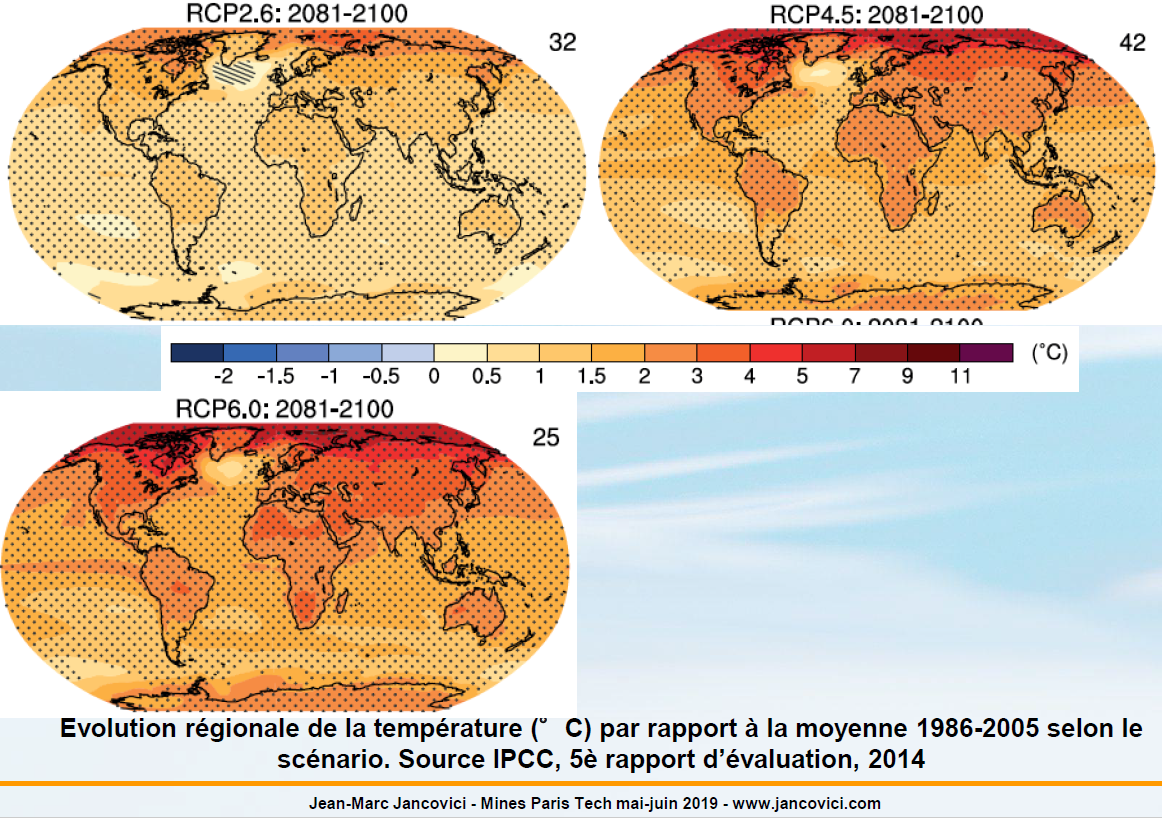 RCP2.6: 2081-2100
32
RCP4.5: 2081-2100
42
RCP6.0: 2081-2100
-2 -1.5 -1 -0.5 0 0.5 1 1.5 2 3 4 5 7 9 11
(°C)
RCP6.0: 2081-2100
25
Evolution régionale de la température (° C) par rapport à la moyenne 1986-2005 selon le
scénario. Source IPCC, 5è rapport d’évaluation, 2014
Jean-Marc Jancovici - Mines Paris Tech mai-juin 2019 - www.jancovici.com